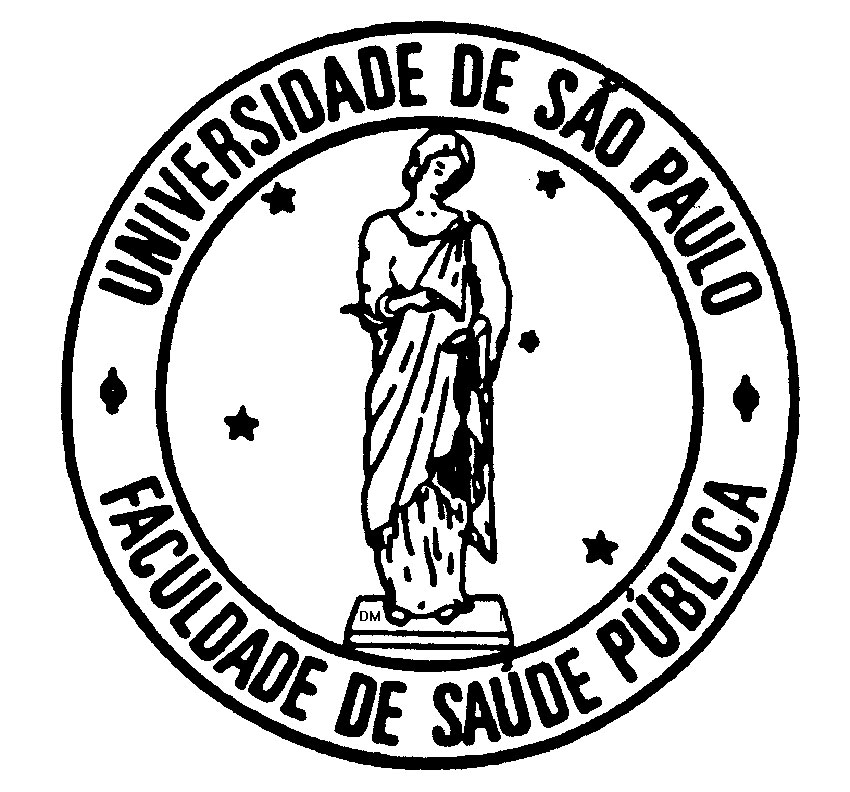 UNIVERSIDADE DE SÃO PAULO
DM I
FACULDADE DE SAÚDE PÚBLICA